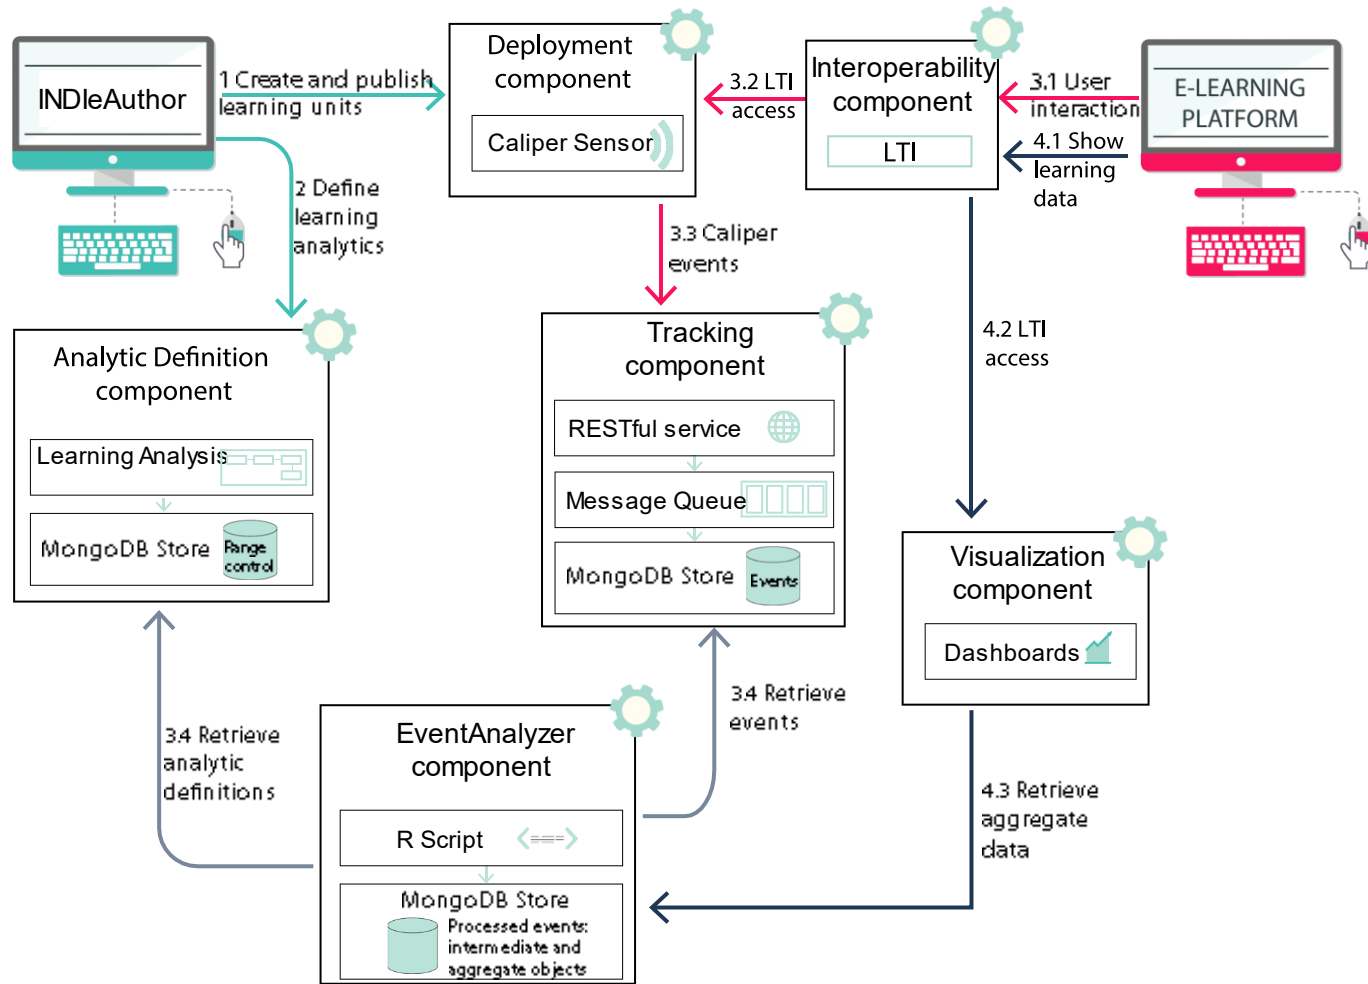 INDIeAuthor
1 Create and publish
learning units
2 Define
learning
analytics
Deployment
component
Caliper Sensor
3.2 LTI
access
Interoperability
component
LTI
3.1 User
interaction
4.1 Show
learning
data
E-LEARNING
PLATFORM
3.3 Caliper
events
4.2 LTI
access
Analytic Definition
component
Learning Analysis
MongoDB Store
Range
control
Tracking
component
RESTful service
Message Queue
MongoDB Store
Events
Visualization
component
Dashboards
3.4 Retrieve
analytic
definitions
3.4 Retrieve
events
4.3 Retrieve
aggregate
data
EventAnalyzer
component
R Script
MongoDB Store
Processed events:
intermediate and
aggregate objects